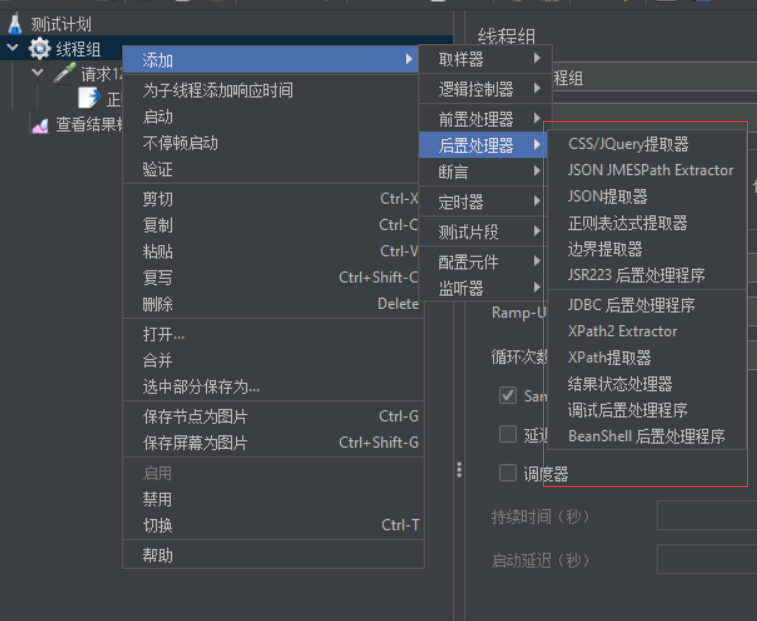 测试计划
线程组
请求12
正
查看结果
添加
为子线程添加响应时间
启动
不停顿启动
验证
剪切 Ctrl-X
复制 Ctrl-C
粘贴 Ctrl-V
复写 Ctrl+Shift-C
删除 Delete
打开...
合并
选中部分保存为...
保存节点为图片 Ctrl-G
保存屏幕为图片 Ctrl+Shift-G
启用
禁用
切换 Ctrl-T
帮助
取样器
逻辑控制器
前置处理器
后置处理器
断言
定时器
测试片段
配置元件
监听器
CSS/JQuery提取器
JSON JMESPath Extractor
JSON提取器
正则表达式提取器
边界提取器
JSR223 后置处理程序
JDBC 后置处理程序
XPath2 Extractor
XPath提取器
结果状态处理器
调试后置处理程序
BeanShell 后置处理程序
线程组
程组
Ramp-U
循环次数
Sam
延迟
调度器
持续时间（秒）
启动延迟（秒）